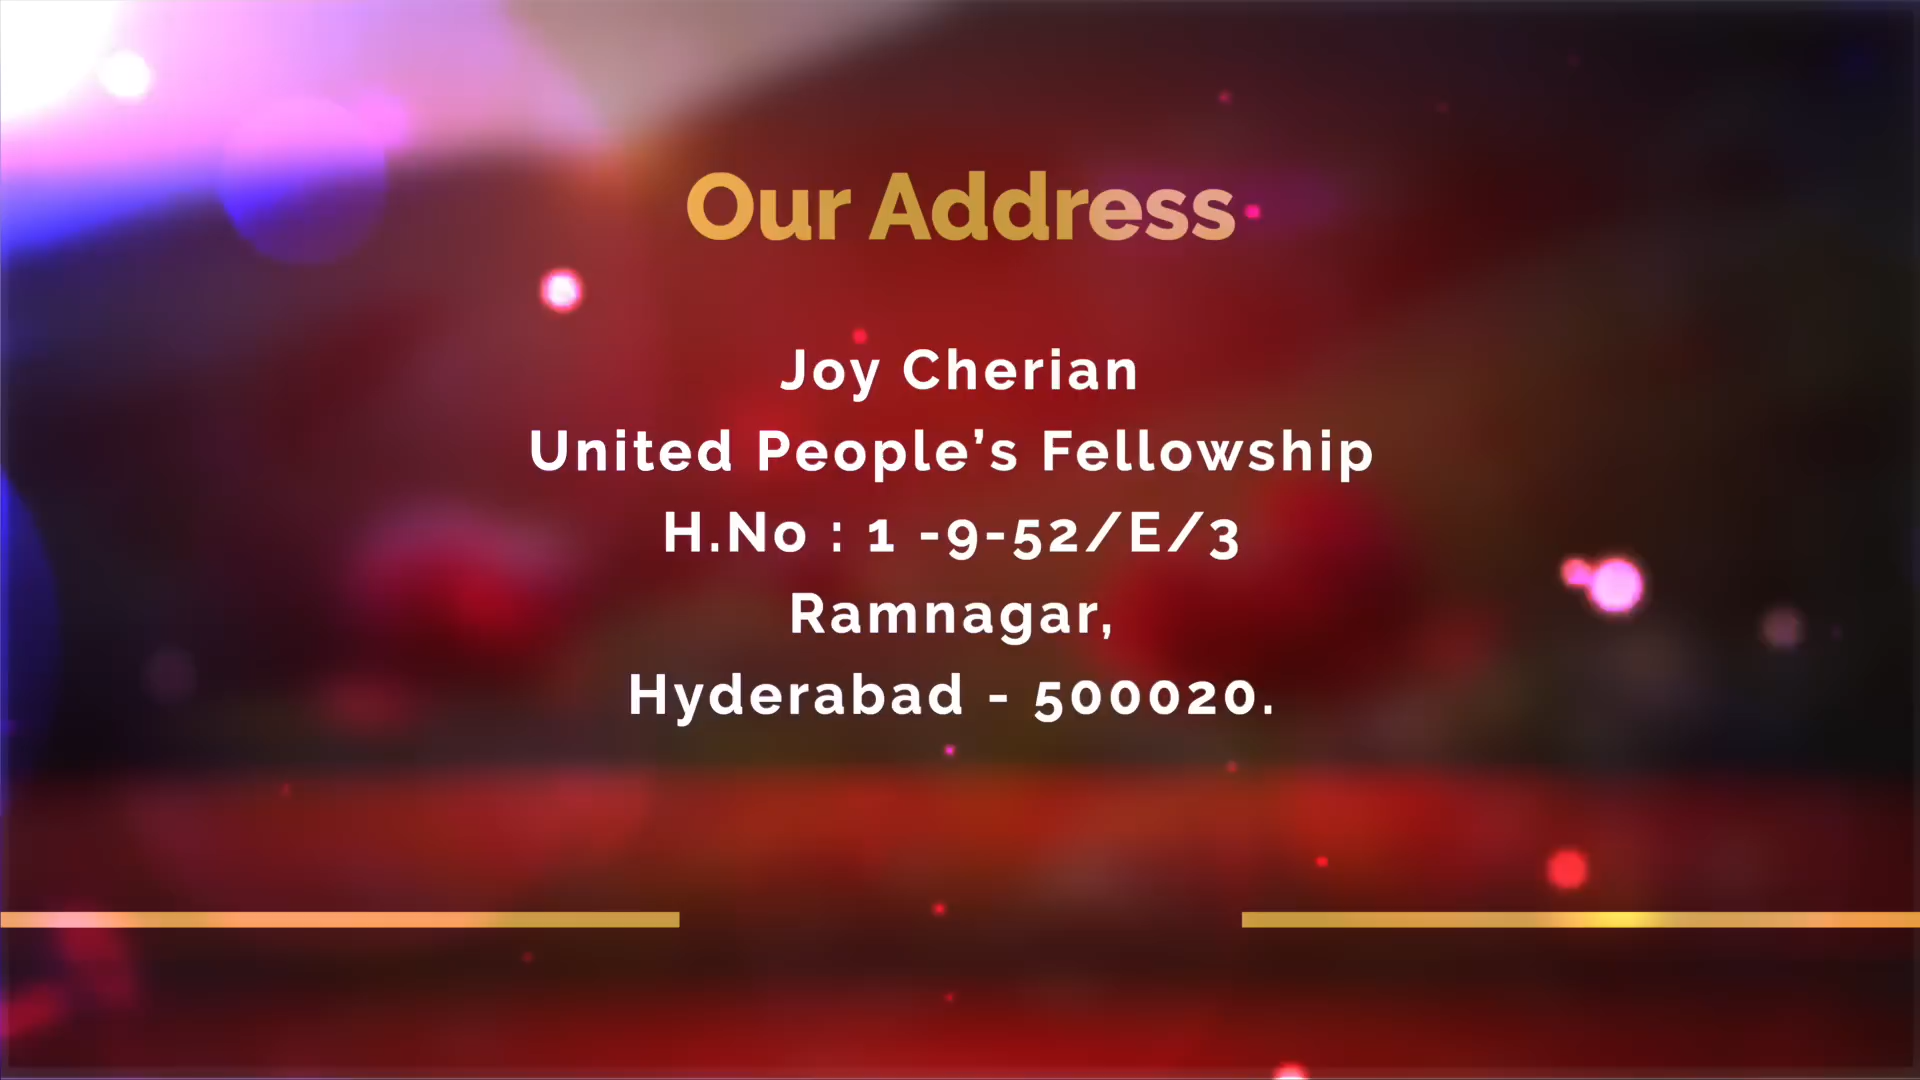 Our Address
Joy Cherian
United People’s Fellowship
H.No : 1 -9-52/E/3
Ramnagar,
Hyderabad - 500020.